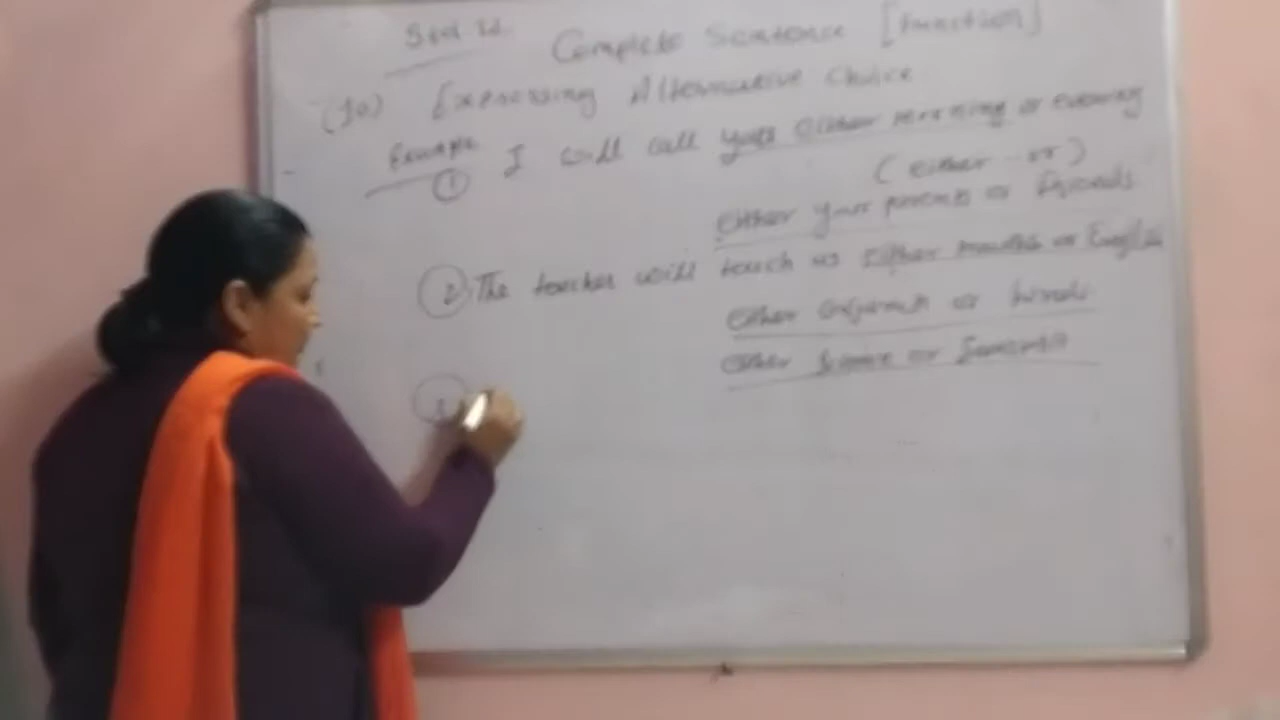 Std. 12. Complete Sentence [Function]
(10) Expressing Alternative Choice
Example ① I will call you either morning or evening
(either ... or)
either your parents or friends
② The teacher will teach us either maths or English
either or hindi
either Science or